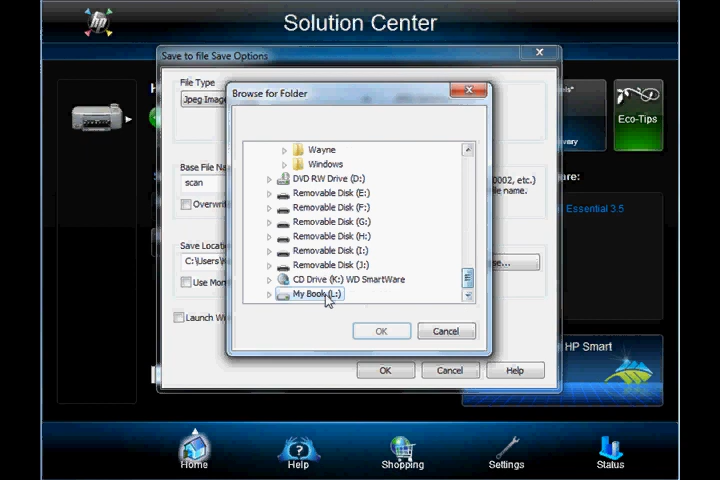 hp
Solution Center
Save to file Save Options
File Type
Jpeg Imag
Browse for Folder
Wayne
Windows
DVD RW Drive (D:)
Removable Disk (E:)
Removable Disk (F:)
Removable Disk (G:)
Removable Disk (H:)
Removable Disk (I:)
Removable Disk (J:)
CD Drive (K:) WD SmartWare
My Book (L:)
OK
Cancel
Base File Na
0002, etc.)
scan
file name.
Overwri
Save Locatio
C:\Users\
Use Mon
Launch W
OK
Cancel
Help
Eco-Tips
are:
Essential 3.5
HP Smart
Home
Help
Shopping
Settings
Status